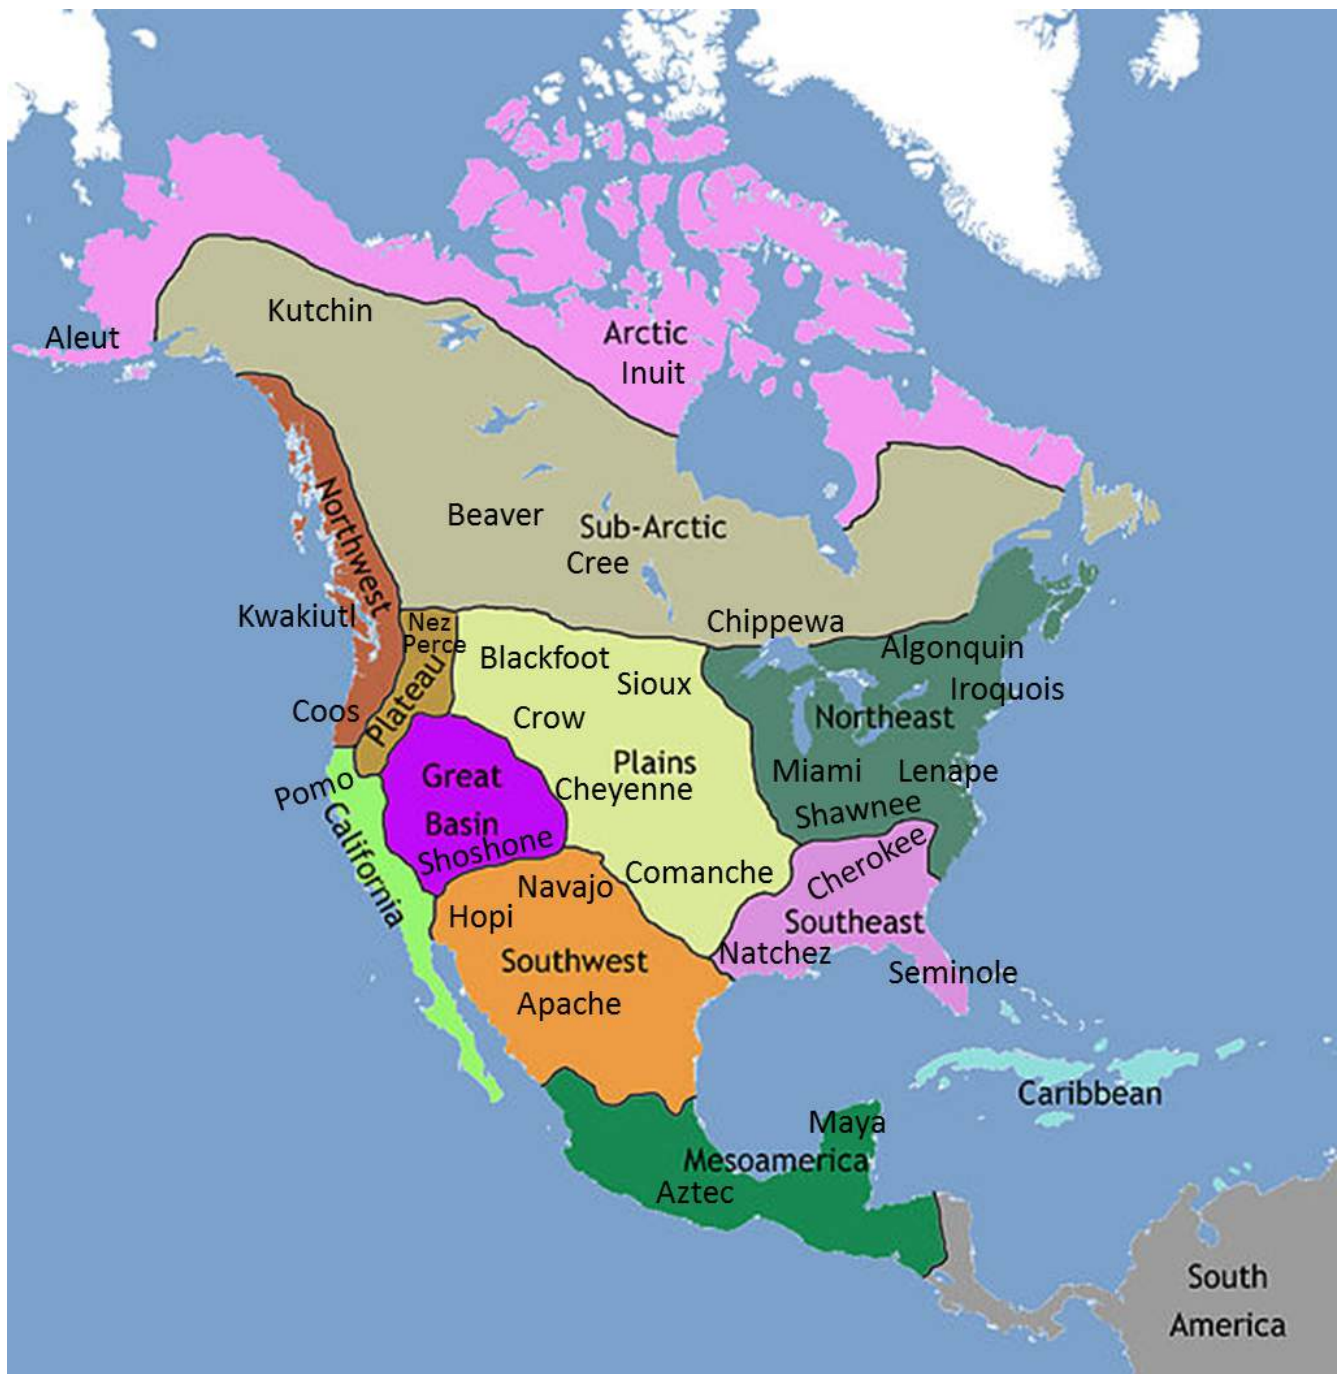 Kutchin
Aleut
Arctic
Inuit
Beaver
Sub-Arctic
Cree
Northwest
Kwakiutl
Nez
Perce
Chippewa
Algonquin
Blackfoot
Sioux
Iroquois
Coos
Plateau
Crow
Northeast
Plains
Great
Basin
Miami
Lenape
Pomo
Cheyenne
Shawnee
California
Shoshone
Comanche
Cherokee
Navajo
Hopi
Southeast
Natchez
Southwest
Seminole
Apache
Caribbean
Maya
Mesoamerica
Aztec
South
America